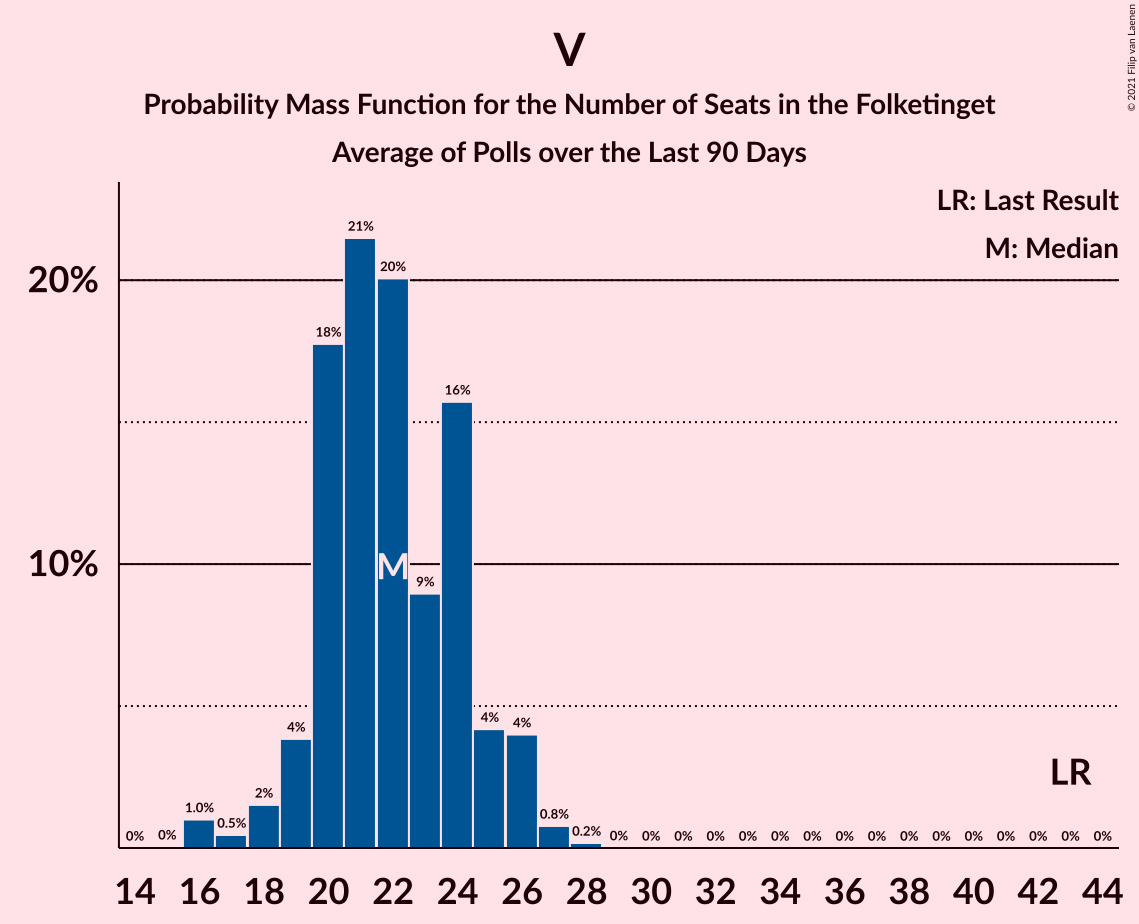 V
Probability Mass Function for the Number of Seats in the Folketinget
Average of Polls over the Last 90 Days
© 2021 Filip van Laenen
LR: Last Result
M: Median
20%
10%
0% 0% 1.0% 0.5% 2% 4% 18% 21% 20% 9% 16% 4% 4% 0.8% 0.2% 0% 0% 0% 0% 0% 0% 0% 0% 0% 0% 0% 0% 0% 0% 0% 0%
M
LR
14 16 18 20 22 24 26 28 30 32 34 36 38 40 42 44